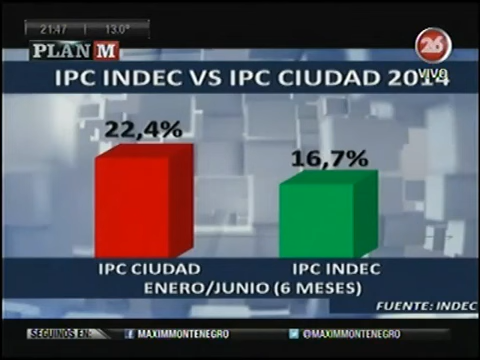 21:47 13.0°
PLAN M
26
VIVO
IPC INDEC VS IPC CIUDAD 2014
22,4%
16,7%
IPC CIUDAD IPC INDEC
ENERO/JUNIO (6 MESES)
FUENTE: INDEC
SEGUINOS EN: MAXIMMONTENEGRO @MAXIMONTENEGRO